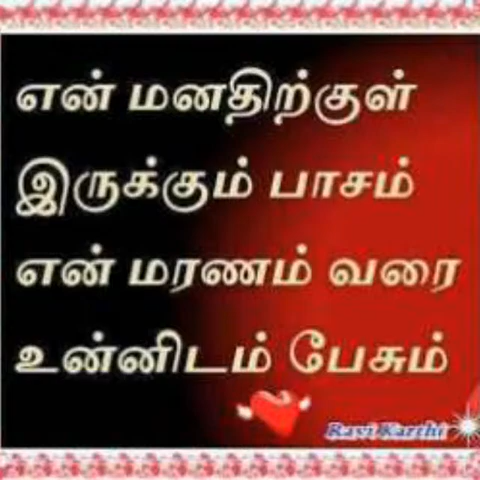 என் மனதிற்குள்
இருக்கும் பாசம்
என் மரணம் வரை
உன்னிடம் பேசும்
Ravi Karthi